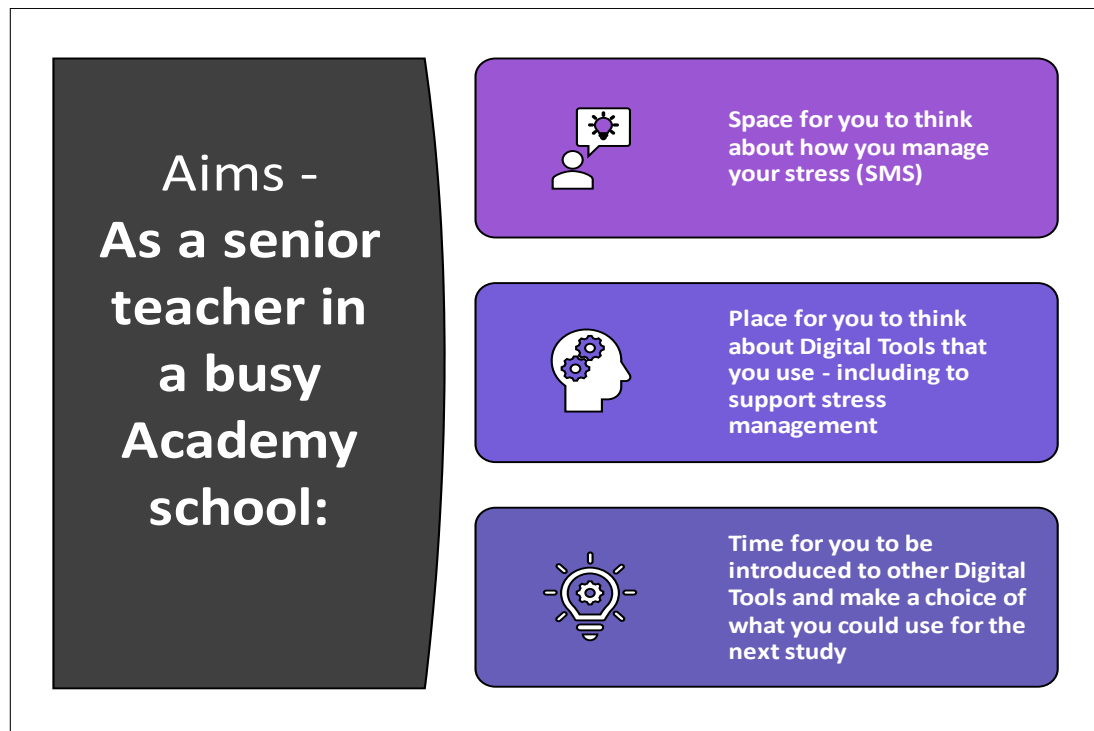 Aims -
As a senior
teacher in
a busy
Academy
school:
Space for you to think
about how you manage
your stress (SMS)
Place for you to think
about Digital Tools that
you use - including to
support stress
management
Time for you to be
introduced to other Digital
Tools and make a choice of
what you could use for the
next study